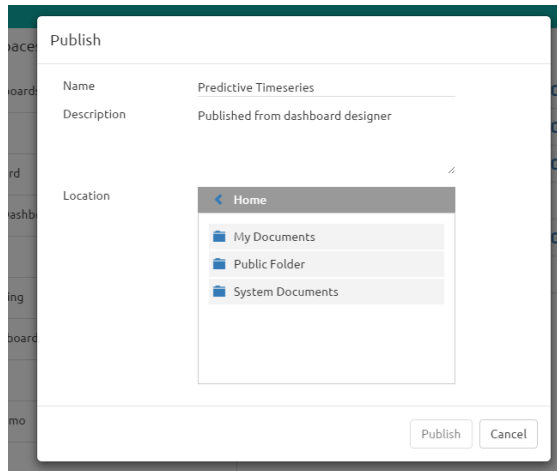 Publish
Name
Predictive Timeseries
Description
Published from dashboard designer
Location
Home
My Documents
Public Folder
System Documents
Publish
Cancel